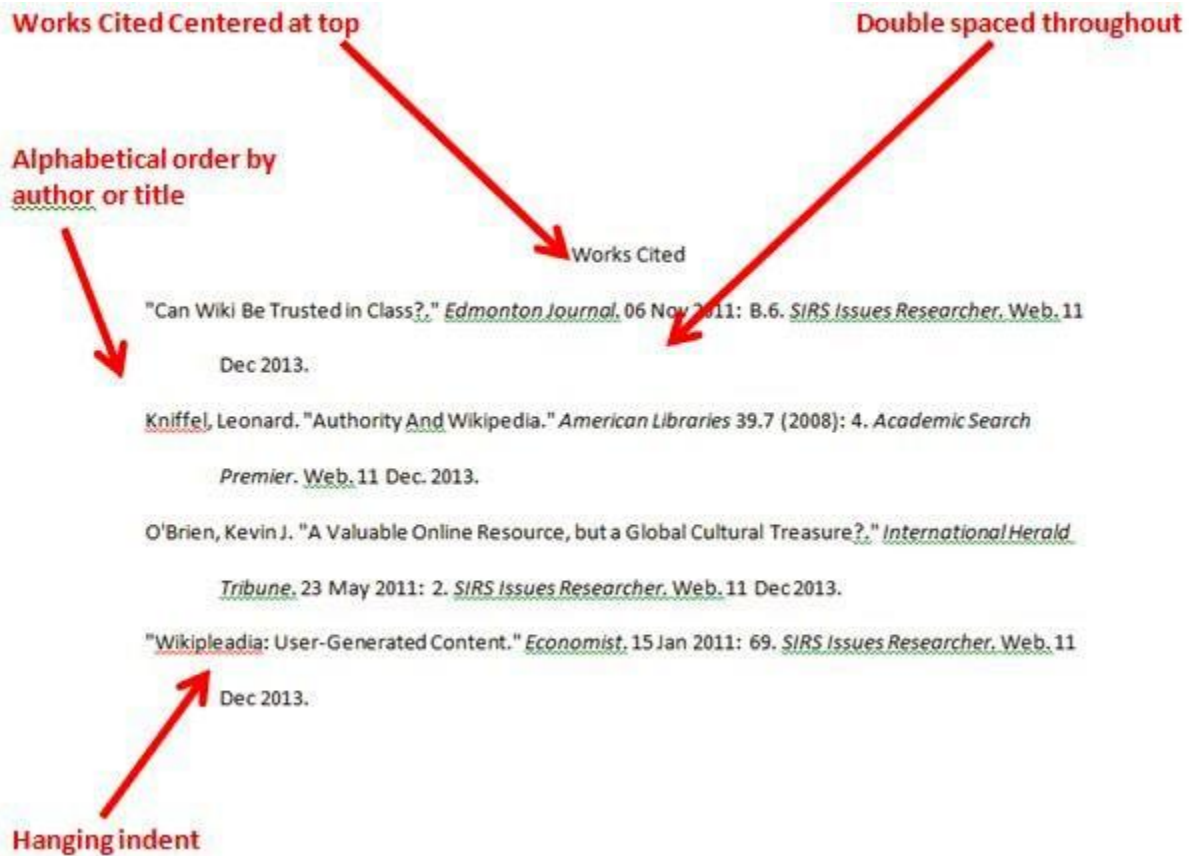 Works Cited Centered at top
Double spaced throughout
Alphabetical order by
author or title
Works Cited
"Can Wiki Be Trusted in Class?." Edmonton Journal. 06 Nov 2011: B.6. SIRS Issues Researcher. Web. 11
Dec 2013.
Kniffel, Leonard. "Authority And Wikipedia." American Libraries 39.7 (2008): 4. Academic Search
Premier. Web. 11 Dec. 2013.
O'Brien, Kevin J. "A Valuable Online Resource, but a Global Cultural Treasure?." International Herald
Tribune. 23 May 2011: 2. SIRS Issues Researcher. Web. 11 Dec 2013.
"Wikipleadia: User-Generated Content." Economist. 15 Jan 2011: 69. SIRS Issues Researcher. Web. 11
Dec 2013.
Hanging indent